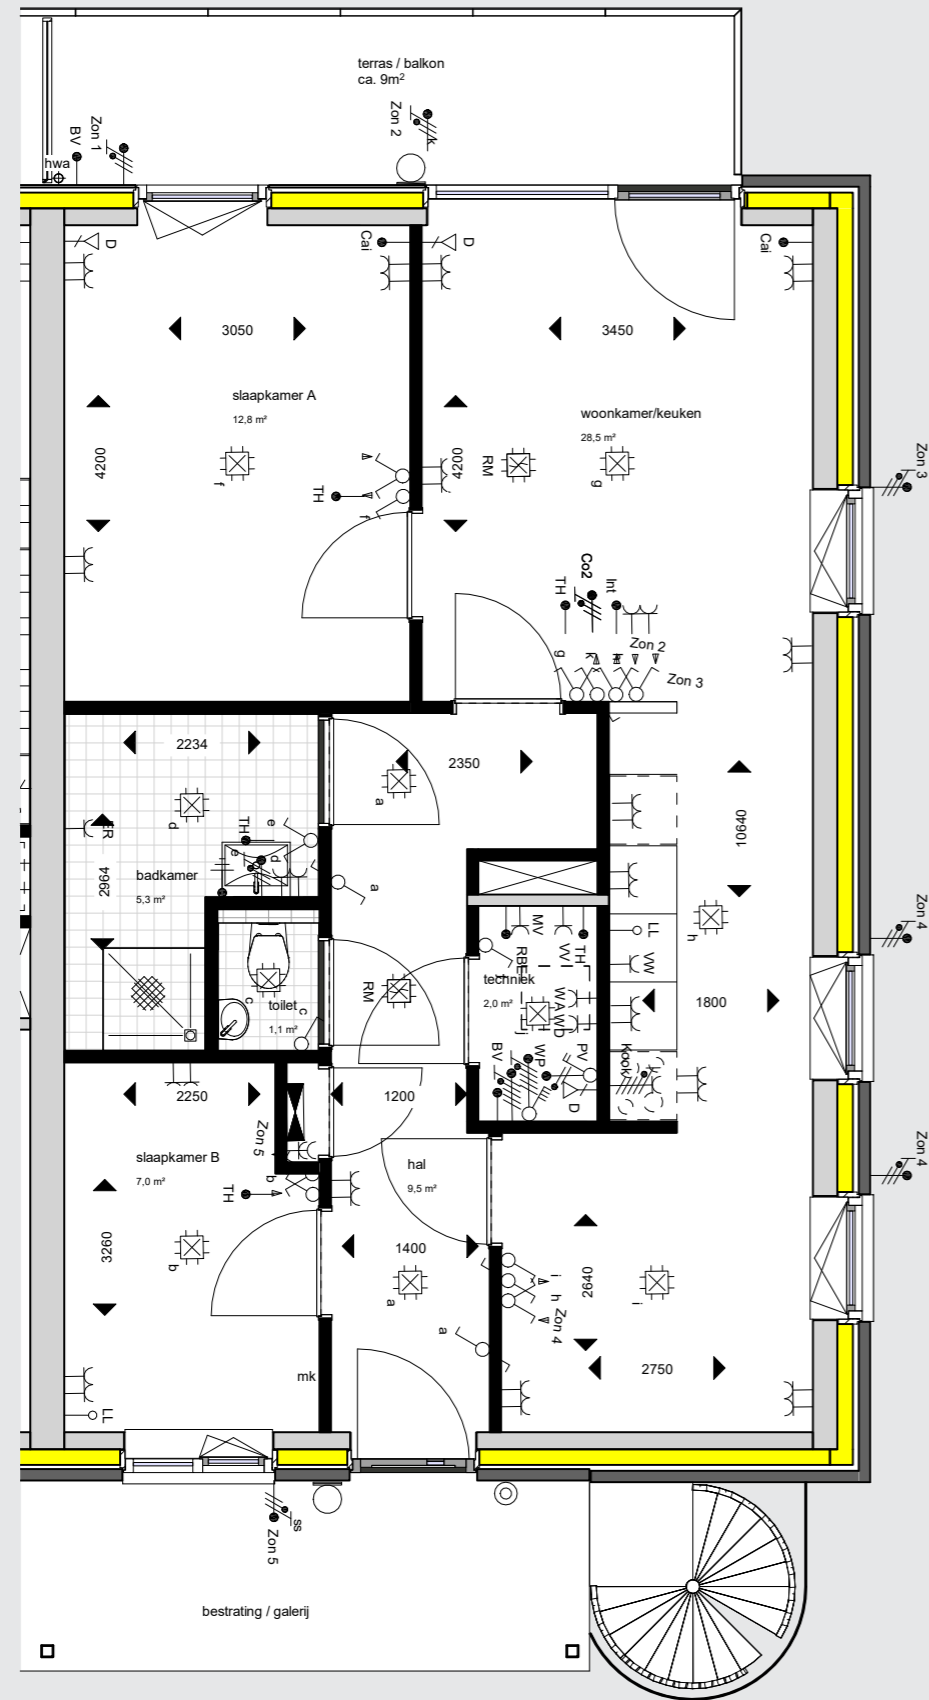 terras / balkon
ca. 9m²
Zon 2
k
Zon 1
BV
hwa
D
Cai
D
Cai
3050
3450
slaapkamer A
12,8 m²
woonkamer/keuken
28,5 m²
4200
4200
f
RM
g
TH
f
Zon 3
TH
Co2
Int
g
k
h
Zon 2
Zon 3
2234
2350
a
d
TH
e
e
d
badkamer
5,3 m²
2964
a
10640
h
Zon 4
MV
RBE
VV
TH
LL
VW
techniek
2,0 m²
WA
WD
j
1800
toilet
1,1 m²
c
c
RM
BV
WP
PV
D
Kook
2250
1200
Zon 5
slaapkamer B
7,0 m²
b
TH
hal
9,5 m²
Zon 4
3260
b
1400
a
i
h
Zon 4
2640
i
a
2750
mk
LL
ss
Zon 5
bestrating / galerij